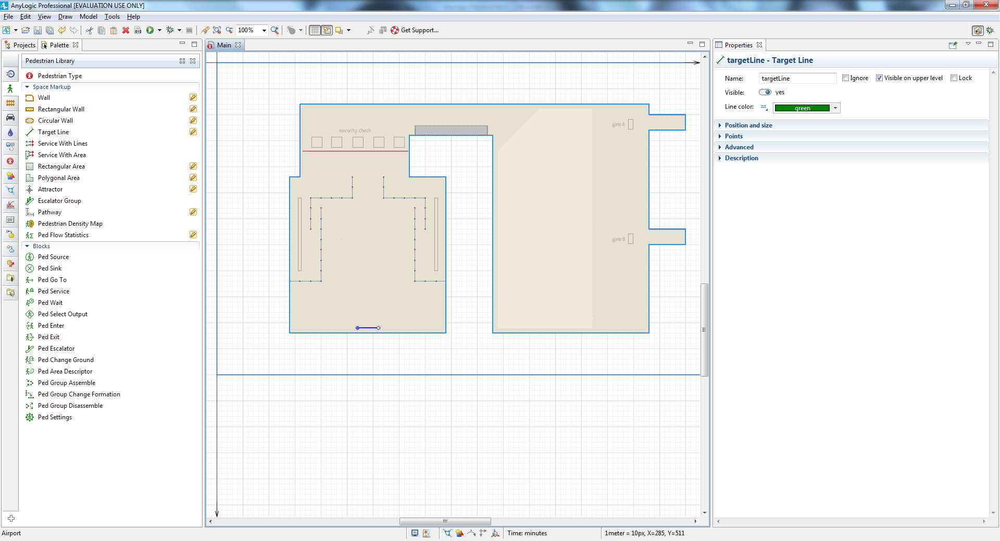 AnyLogic Professional [EVALUATION USE ONLY]
File Edit View Draw Model Tools Help
100% Get Support...
Projects Palette
Pedestrian Library
Pedestrian Type
Space Markup
Wall
Rectangular Wall
Circular Wall
Target Line
Service With Lines
Service With Area
Rectangular Area
Polygonal Area
Attractor
Escalator Group
Pathway
Pedestrian Density Map
Ped Flow Statistics
Blocks
Ped Source
Ped Sink
Ped Go To
Ped Service
Ped Wait
Ped Select Output
Ped Enter
Ped Exit
Ped Escalator
Ped Change Ground
Ped Area Descriptor
Ped Group Assemble
Ped Group Change Formation
Ped Group Disassemble
Ped Settings
OK
Main
security check
gate A
gate B
Properties
targetLine - Target Line
Name: targetLine Ignore Visible on upper level Lock
Visible: yes
Line color: green
Position and size
Points
Advanced
Description
Airport
Time: minutes
1meter = 10px, X=285, Y=511